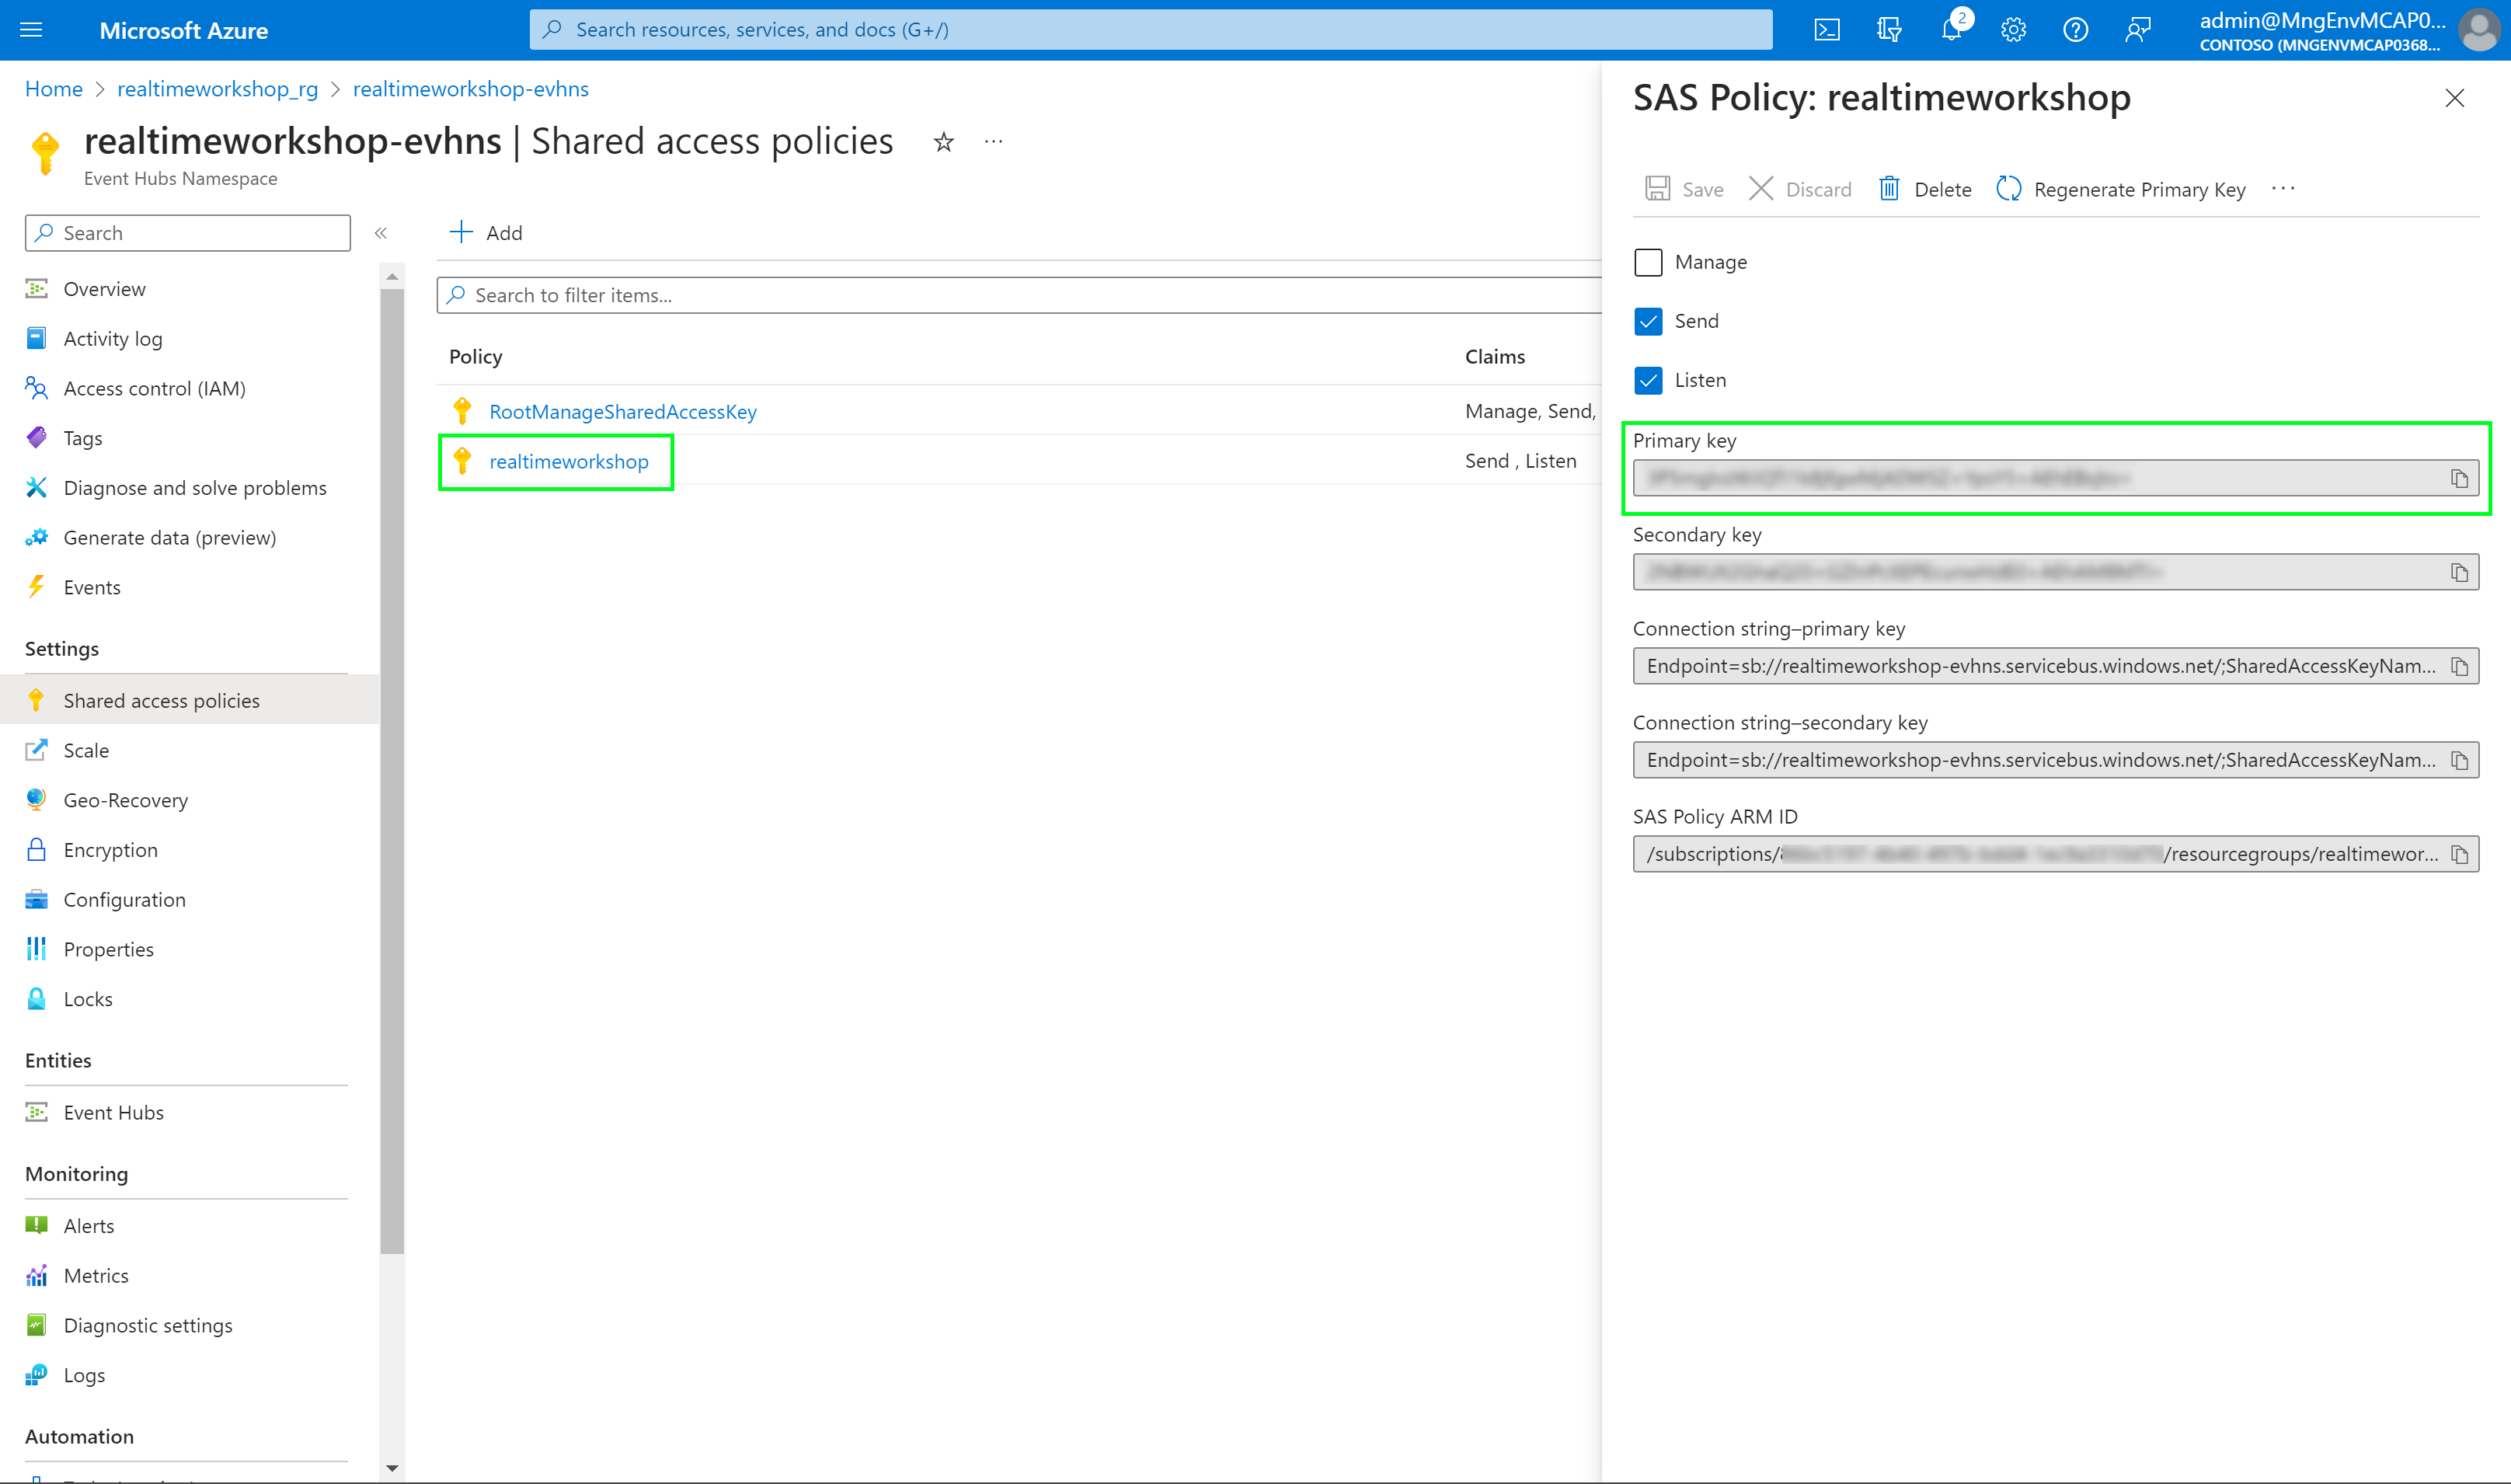 Microsoft Azure
Search resources, services, and docs (G+/)
2
admin@MngEnvMCAP0...
CONTOSO (MNGENVMCAP0368...
Home > realtimeworkshop_rg > realtimeworkshop-evhns
realtimeworkshop-evhns | Shared access policies
Event Hubs Namespace
Search
Overview
Activity log
Access control (IAM)
Tags
Diagnose and solve problems
Generate data (preview)
Events
Settings
Shared access policies
Scale
Geo-Recovery
Encryption
Configuration
Properties
Locks
Entities
Event Hubs
Monitoring
Alerts
Metrics
Diagnostic settings
Logs
Automation
Add
Search to filter items...
Policy Claims
RootManageSharedAccessKey Manage, Send,
realtimeworkshop Send , Listen
SAS Policy: realtimeworkshop
Save Discard Delete Regenerate Primary Key
Manage
Send
Listen
Primary key
Secondary key
Connection string–primary key
Endpoint=sb://realtimeworkshop-evhns.servicebus.windows.net/;SharedAccessKeyNam...
Connection string–secondary key
Endpoint=sb://realtimeworkshop-evhns.servicebus.windows.net/;SharedAccessKeyNam...
SAS Policy ARM ID
/subscriptions/ /resourcegroups/realtimewor...